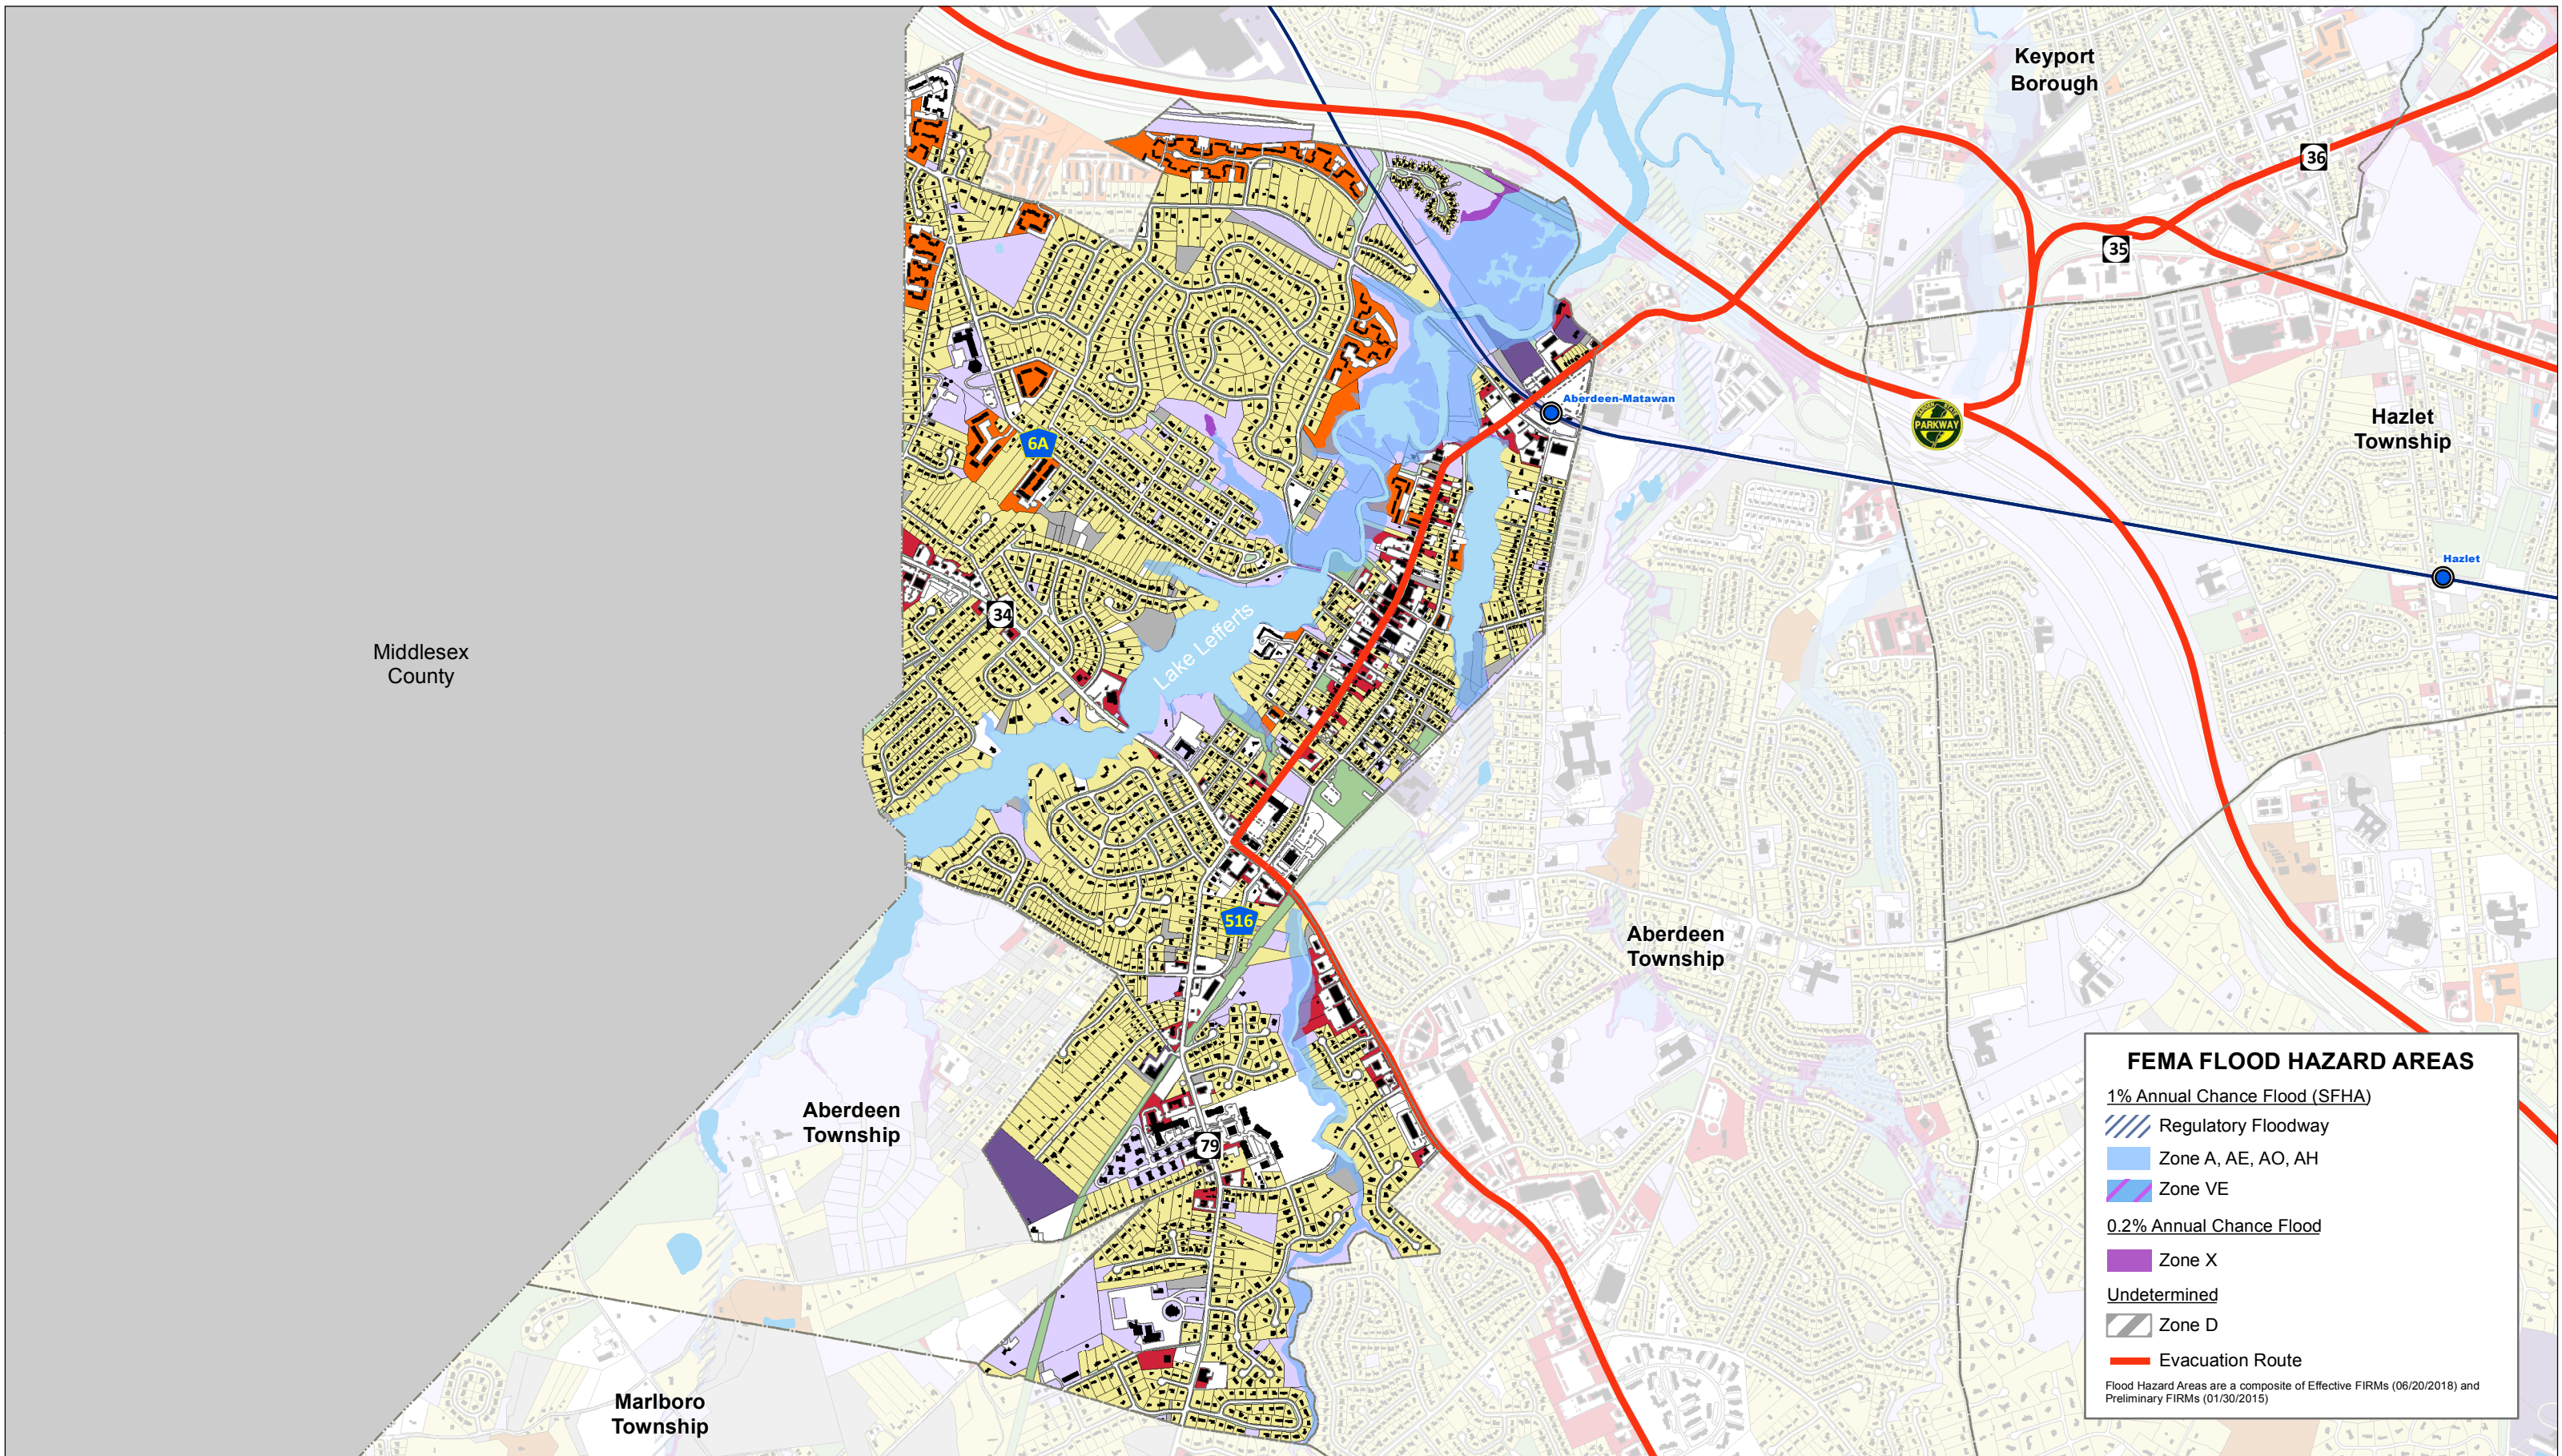 Keyport
Borough
36
35
Aberdeen-Matawan
PARKWAY
Hazlet
Township
6A
Hazlet
34
Lake Lefferts
Middlesex
County
516
Aberdeen
Township
Aberdeen
Township
79
Marlboro
Township
FEMA FLOOD HAZARD AREAS
1% Annual Chance Flood (SFHA)
Regulatory Floodway
Zone A, AE, AO, AH
Zone VE
0.2% Annual Chance Flood
Zone X
Undetermined
Zone D
Evacuation Route
Flood Hazard Areas are a composite of Effective FIRMs (06/20/2018) and
Preliminary FIRMs (01/30/2015)